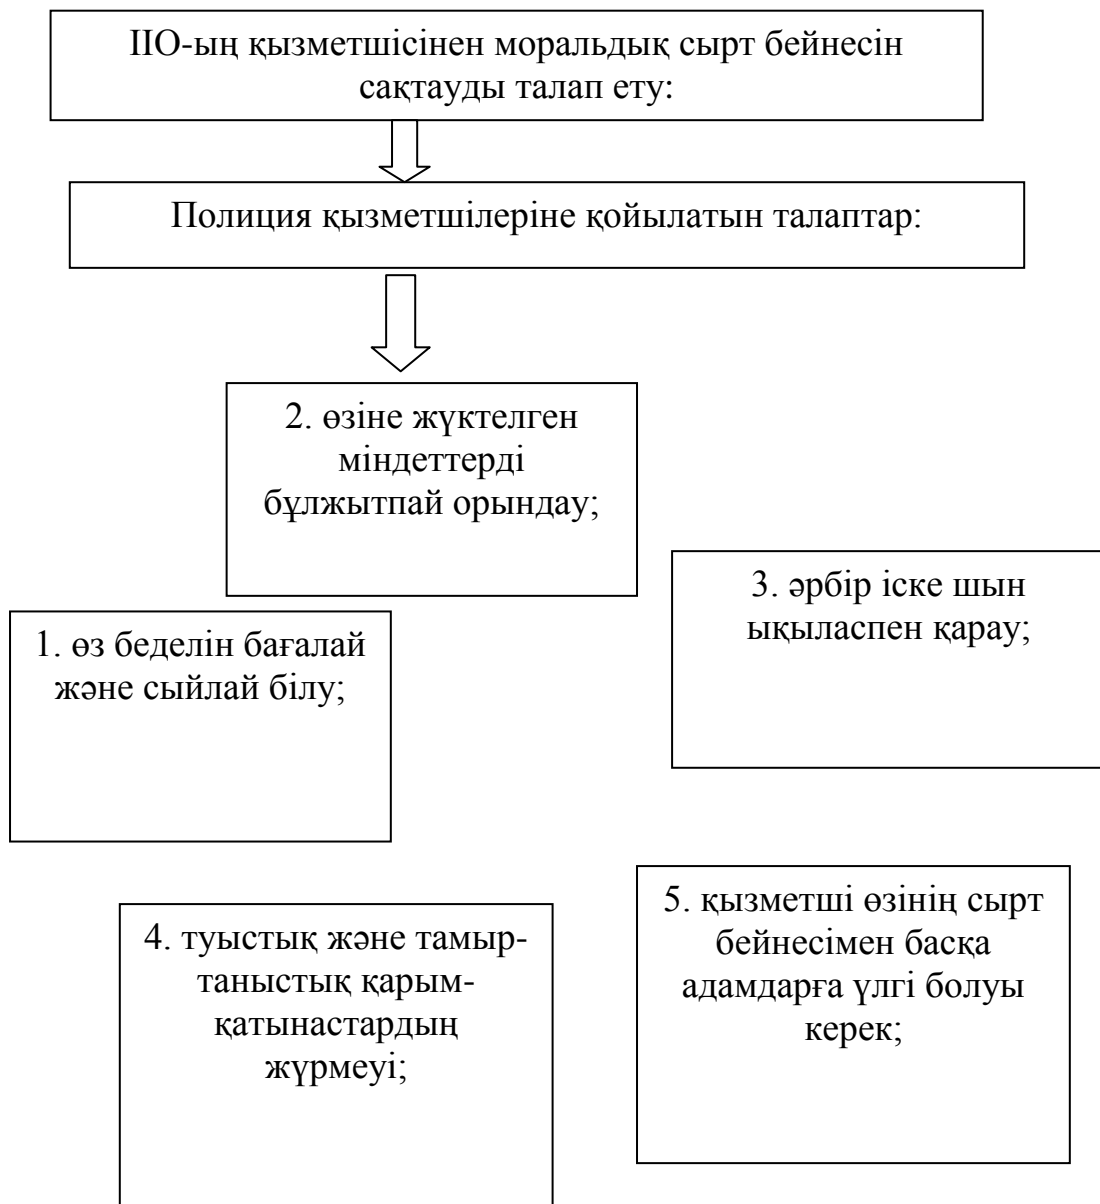 ІІО-ың қызметшісінен моральдық сырт бейнесін
сақтауды талап ету:
Полиция қызметшілеріне қойылатын талаптар:
2. өзіне жүктелген
міндеттерді
бұлжытпай орындау;
3. әрбір іске шын
ықыласпен қарау;
1. өз беделін бағалай
және сыйлай білу;
5. қызметші өзінің сырт
бейнесімен басқа
адамдарға үлгі болуы
керек;
4. туыстық және тамыр-
таныстық қарым-
қатынастардың
жүрмеуі;